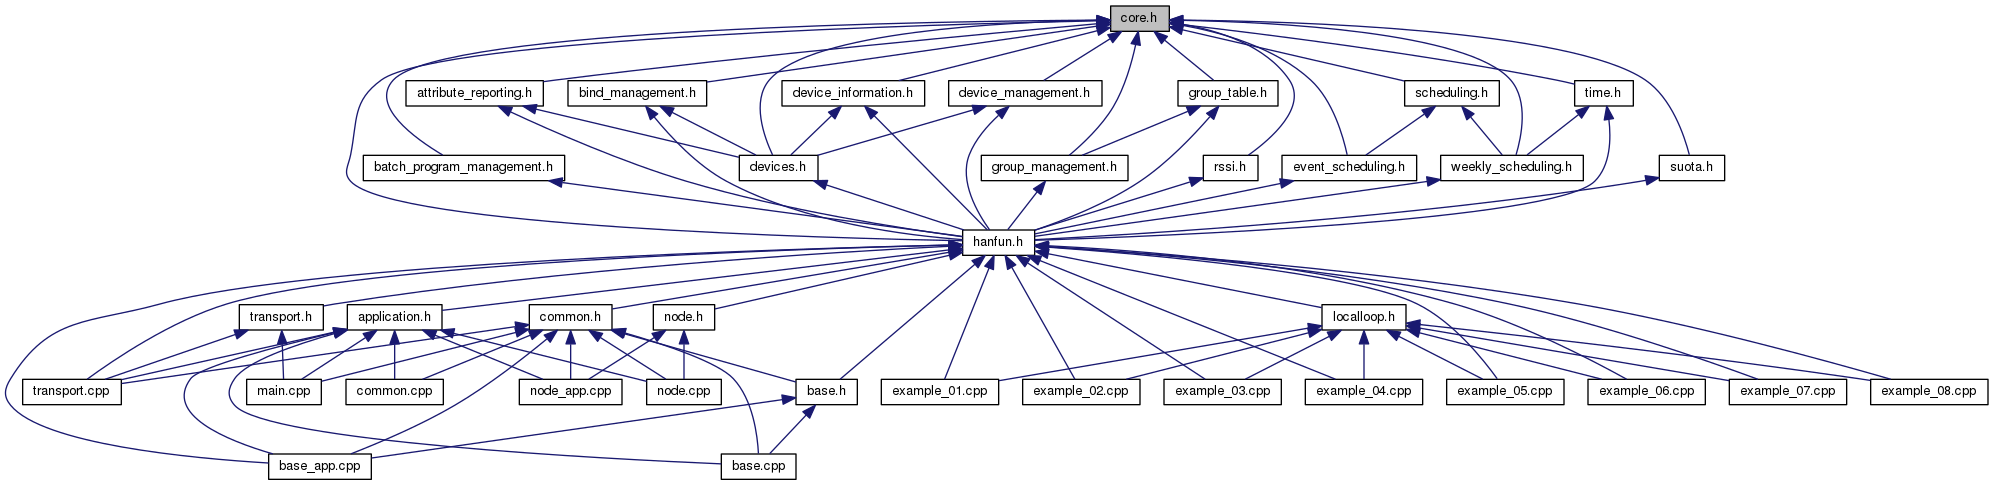 core.h
attribute_reporting.h
bind_management.h
device_information.h
device_management.h
group_table.h
scheduling.h
time.h
batch_program_management.h
devices.h
group_management.h
rssi.h
event_scheduling.h
weekly_scheduling.h
suota.h
hanfun.h
transport.h
application.h
common.h
node.h
localloop.h
transport.cpp
main.cpp
common.cpp
node_app.cpp
node.cpp
base.h
example_01.cpp
example_02.cpp
example_03.cpp
example_04.cpp
example_05.cpp
example_06.cpp
example_07.cpp
example_08.cpp
base_app.cpp
base.cpp